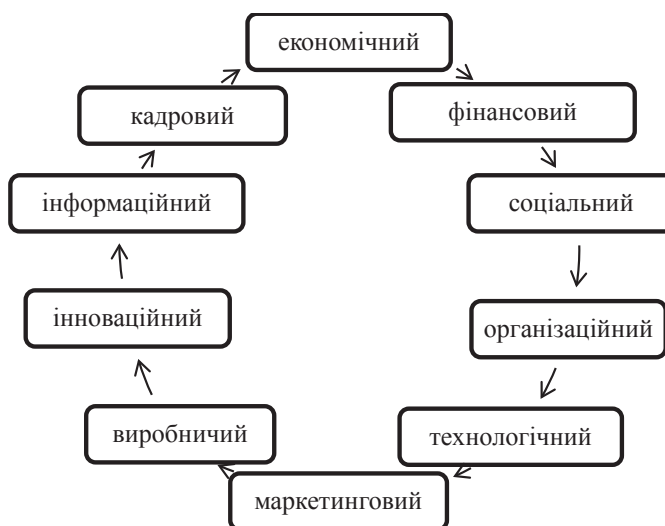 економічний
фінансовий
соціальний
організаційний
технологічний
маркетинговий
виробничий
інноваційний
інформаційний
кадровий